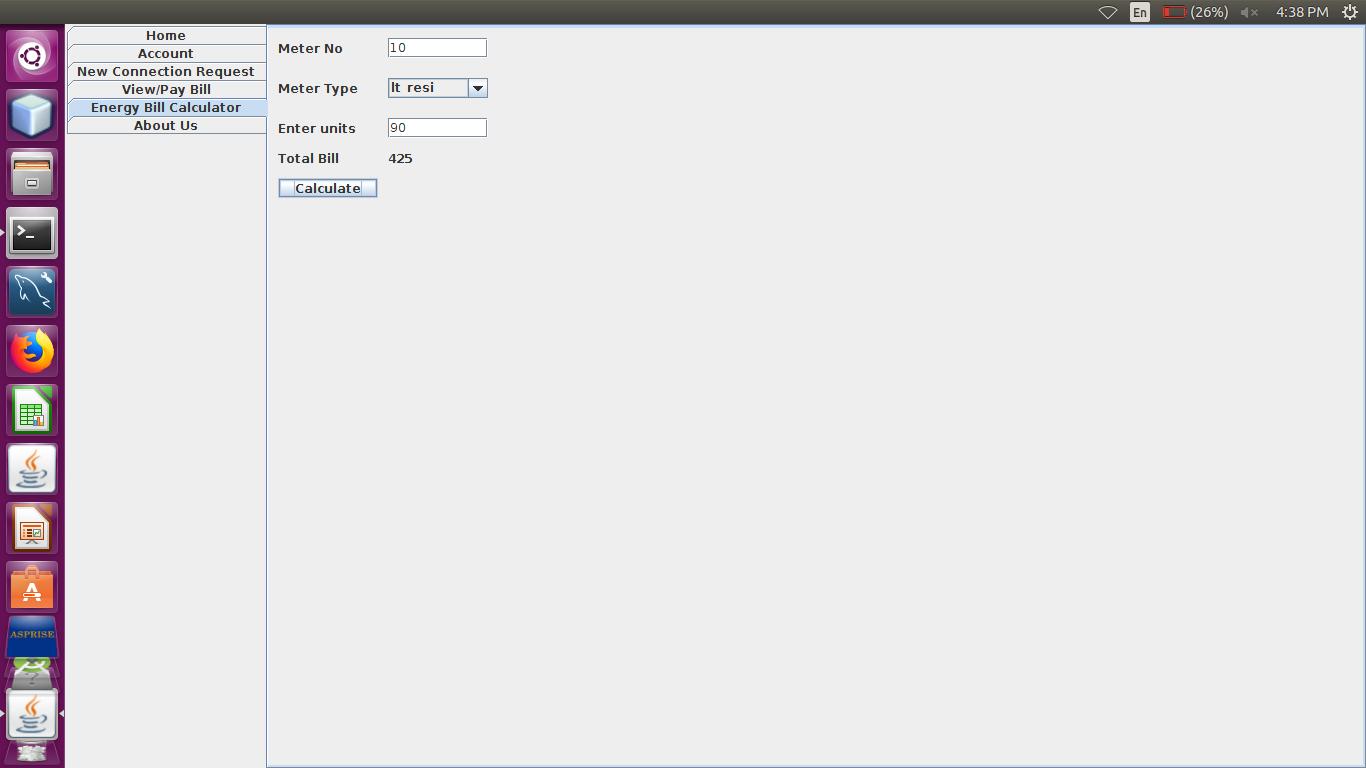 En (26%) 4:38 PM
Home
Account
New Connection Request
View/Pay Bill
Energy Bill Calculator
About Us
Meter No 10
Meter Type lt resi
Enter units 90
Total Bill 425
Calculate
ASPRISE